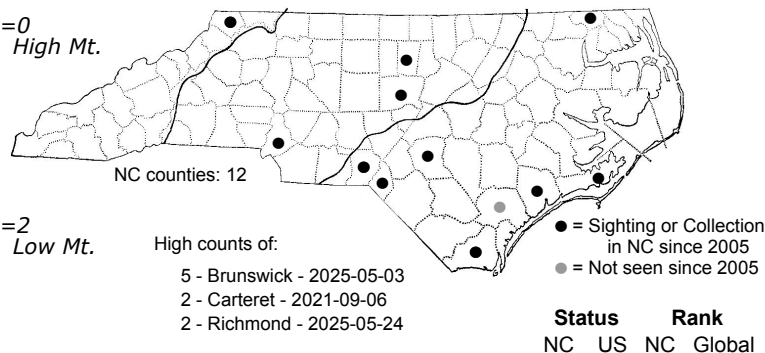 =0
High Mt.
NC counties: 12
=2
Low Mt.
High counts of:
5 - Brunswick - 2025-05-03
2 - Carteret - 2021-09-06
2 - Richmond - 2025-05-24
= Sighting or Collection
in NC since 2005
= Not seen since 2005
Status Rank
NC US NC Global